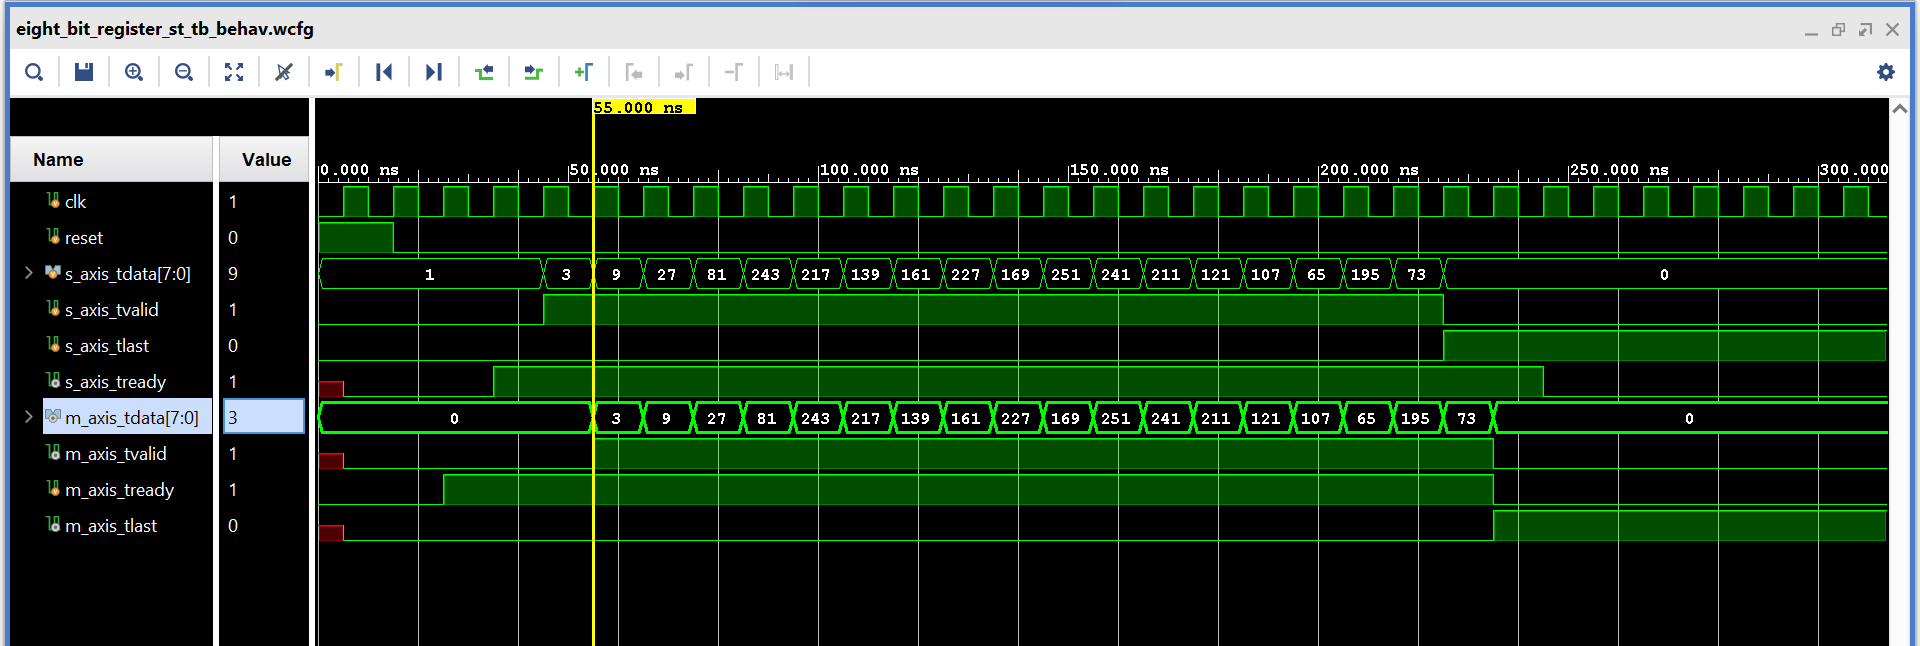 eight_bit_register_st_tb_behav.wcfg
55.000 ns
Name Value
0.000 ns 50.000 ns 100.000 ns 150.000 ns 200.000 ns 250.000 ns 300.000
clk 1
reset 0
s_axis_tdata[7:0] 9 1 3 9 27 81 243 217 139 161 227 169 251 241 211 121 107 65 195 73 0
s_axis_tvalid 1
s_axis_tlast 0
s_axis_tready 1
m_axis_tdata[7:0] 3 0 3 9 27 81 243 217 139 161 227 169 251 241 211 121 107 65 195 73 0
m_axis_tvalid 1
m_axis_tready 1
m_axis_tlast 0